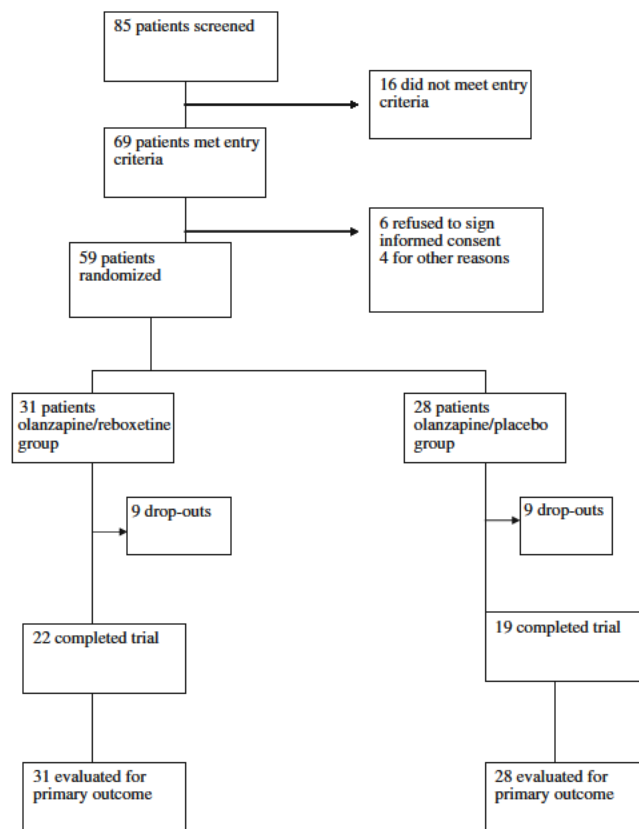 85 patients screened
16 did not meet entry
criteria
69 patients met entry
criteria
6 refused to sign
informed consent
4 for other reasons
59 patients
randomized
31 patients
olanzapine/reboxetine
group
28 patients
olanzapine/placebo
group
9 drop-outs
9 drop-outs
22 completed trial
19 completed trial
31 evaluated for
primary outcome
28 evaluated for
primary outcome